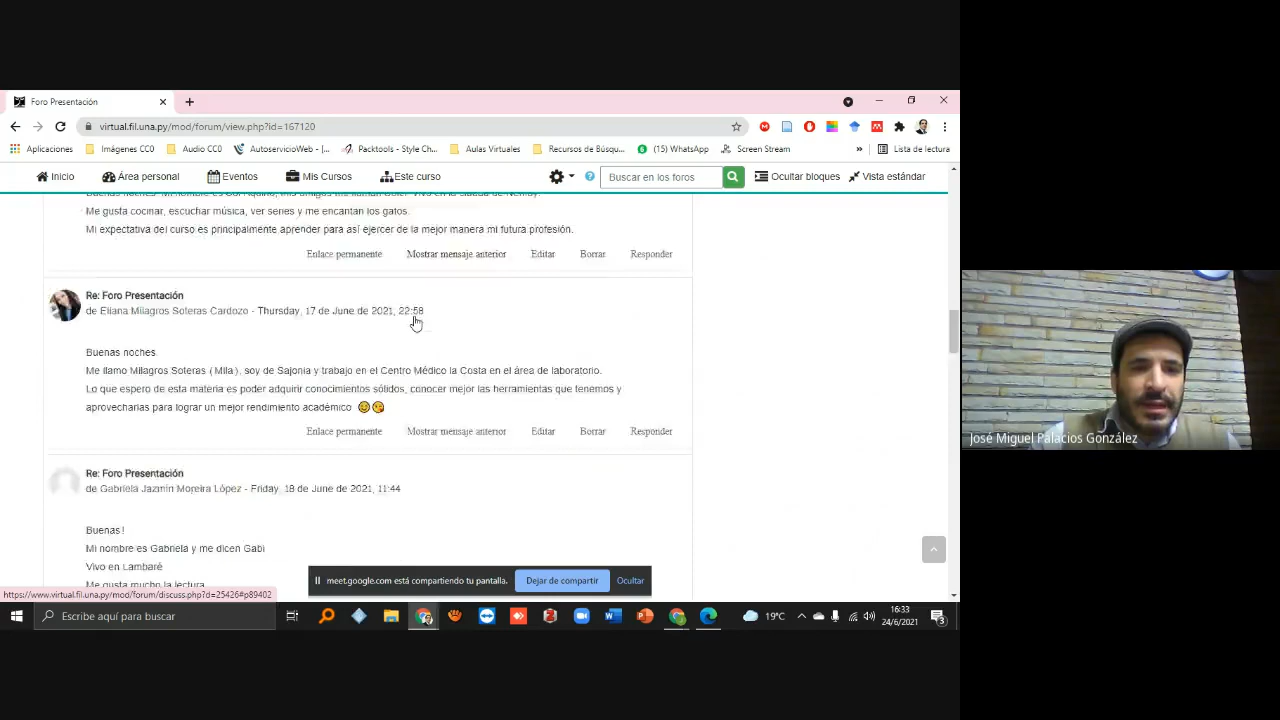 Foro Presentación
virtual.fil.una.py/mod/forum/view.php?id=167120
Aplicaciones Imágenes CC0 Audio CC0 AutoservicioWeb - (... Packtools - Style Ch... Aulas Virtuales Recursos de Búsqu... (15) WhatsApp Screen Stream » Lista de lectura
Inicio Área personal Eventos Mis Cursos Este curso Buscar en los foros Ocultar bloques Vista estándar
Me gusta cocinar, escuchar música, ver series y me encantan los gatos.
Mi expectativa del curso es principalmente aprender para así ejercer de la mejor manera mi futura profesión.
Enlace permanente Mostrar mensaje anterior Editar Borrar Responder
Re: Foro Presentación
de Eliana Milagros Soteras Cardozo - Thursday, 17 de June de 2021, 22:58
Buenas noches
Me llamo Milagros Soteras ( Mila ), soy de Sajonia y trabajo en el Centro Médico la Costa en el área de laboratorio.
Lo que espero de esta materia es poder adquirir conocimientos sólidos, conocer mejor las herramientas que tenemos y
aprovecharlas para lograr un mejor rendimiento académico
Enlace permanente Mostrar mensaje anterior Editar Borrar Responder
Re: Foro Presentación
de Gabriela Jazmín Moreira López - Friday, 18 de June de 2021, 11:44
Buenas !
Mi nombre es Gabriela y me dicen Gabi
Vivo en Lambaré
Me gusta mucho la lectura
meet.google.com está compartiendo tu pantalla. Dejar de compartir Ocultar
https://www.virtual.fil.una.py/mod/forum/discuss.php?d=25426#p89402
Escribe aquí para buscar
19°C
16:33
24/6/2021
3
José Miguel Palacios González